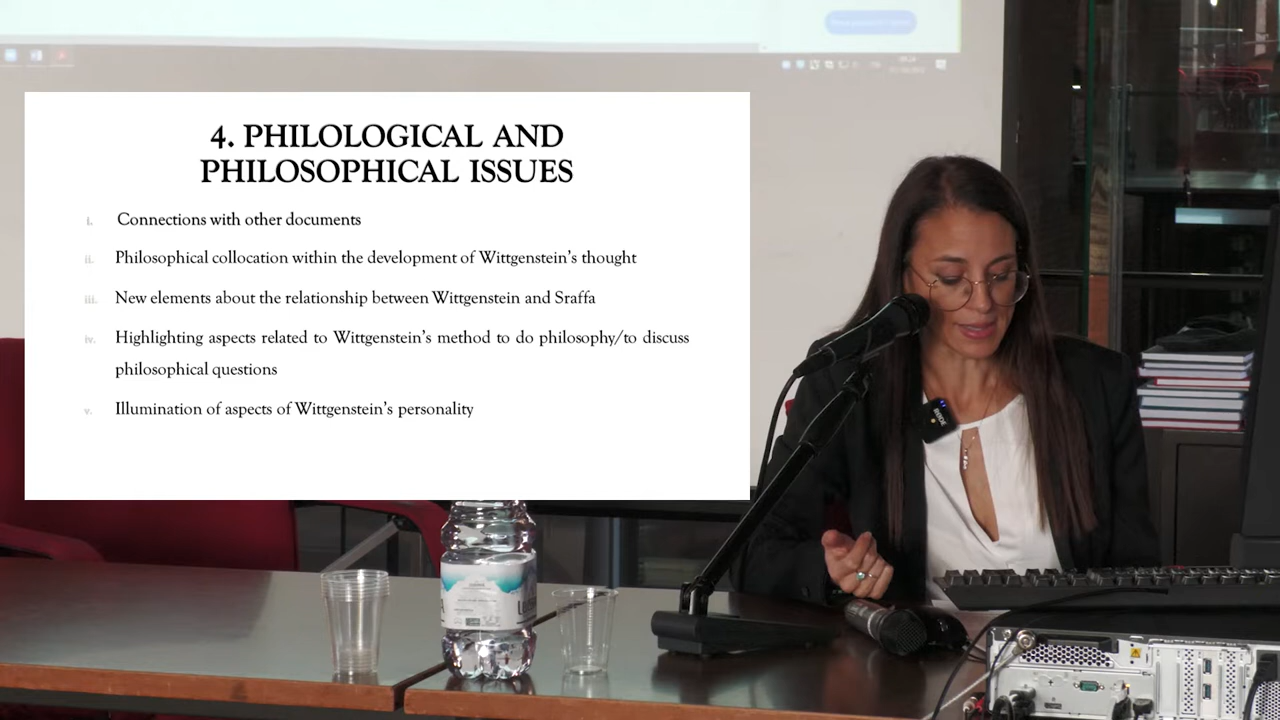 4. PHILOLOGICAL AND
PHILOSOPHICAL ISSUES
i. Connections with other documents
ii. Philosophical collocation within the development of Wittgenstein's thought
iii. New elements about the relationship between Wittgenstein and Sraffa
iv. Highlighting aspects related to Wittgenstein's method to do philosophy/to discuss
philosophical questions
v. Illumination of aspects of Wittgenstein's personality
RODE